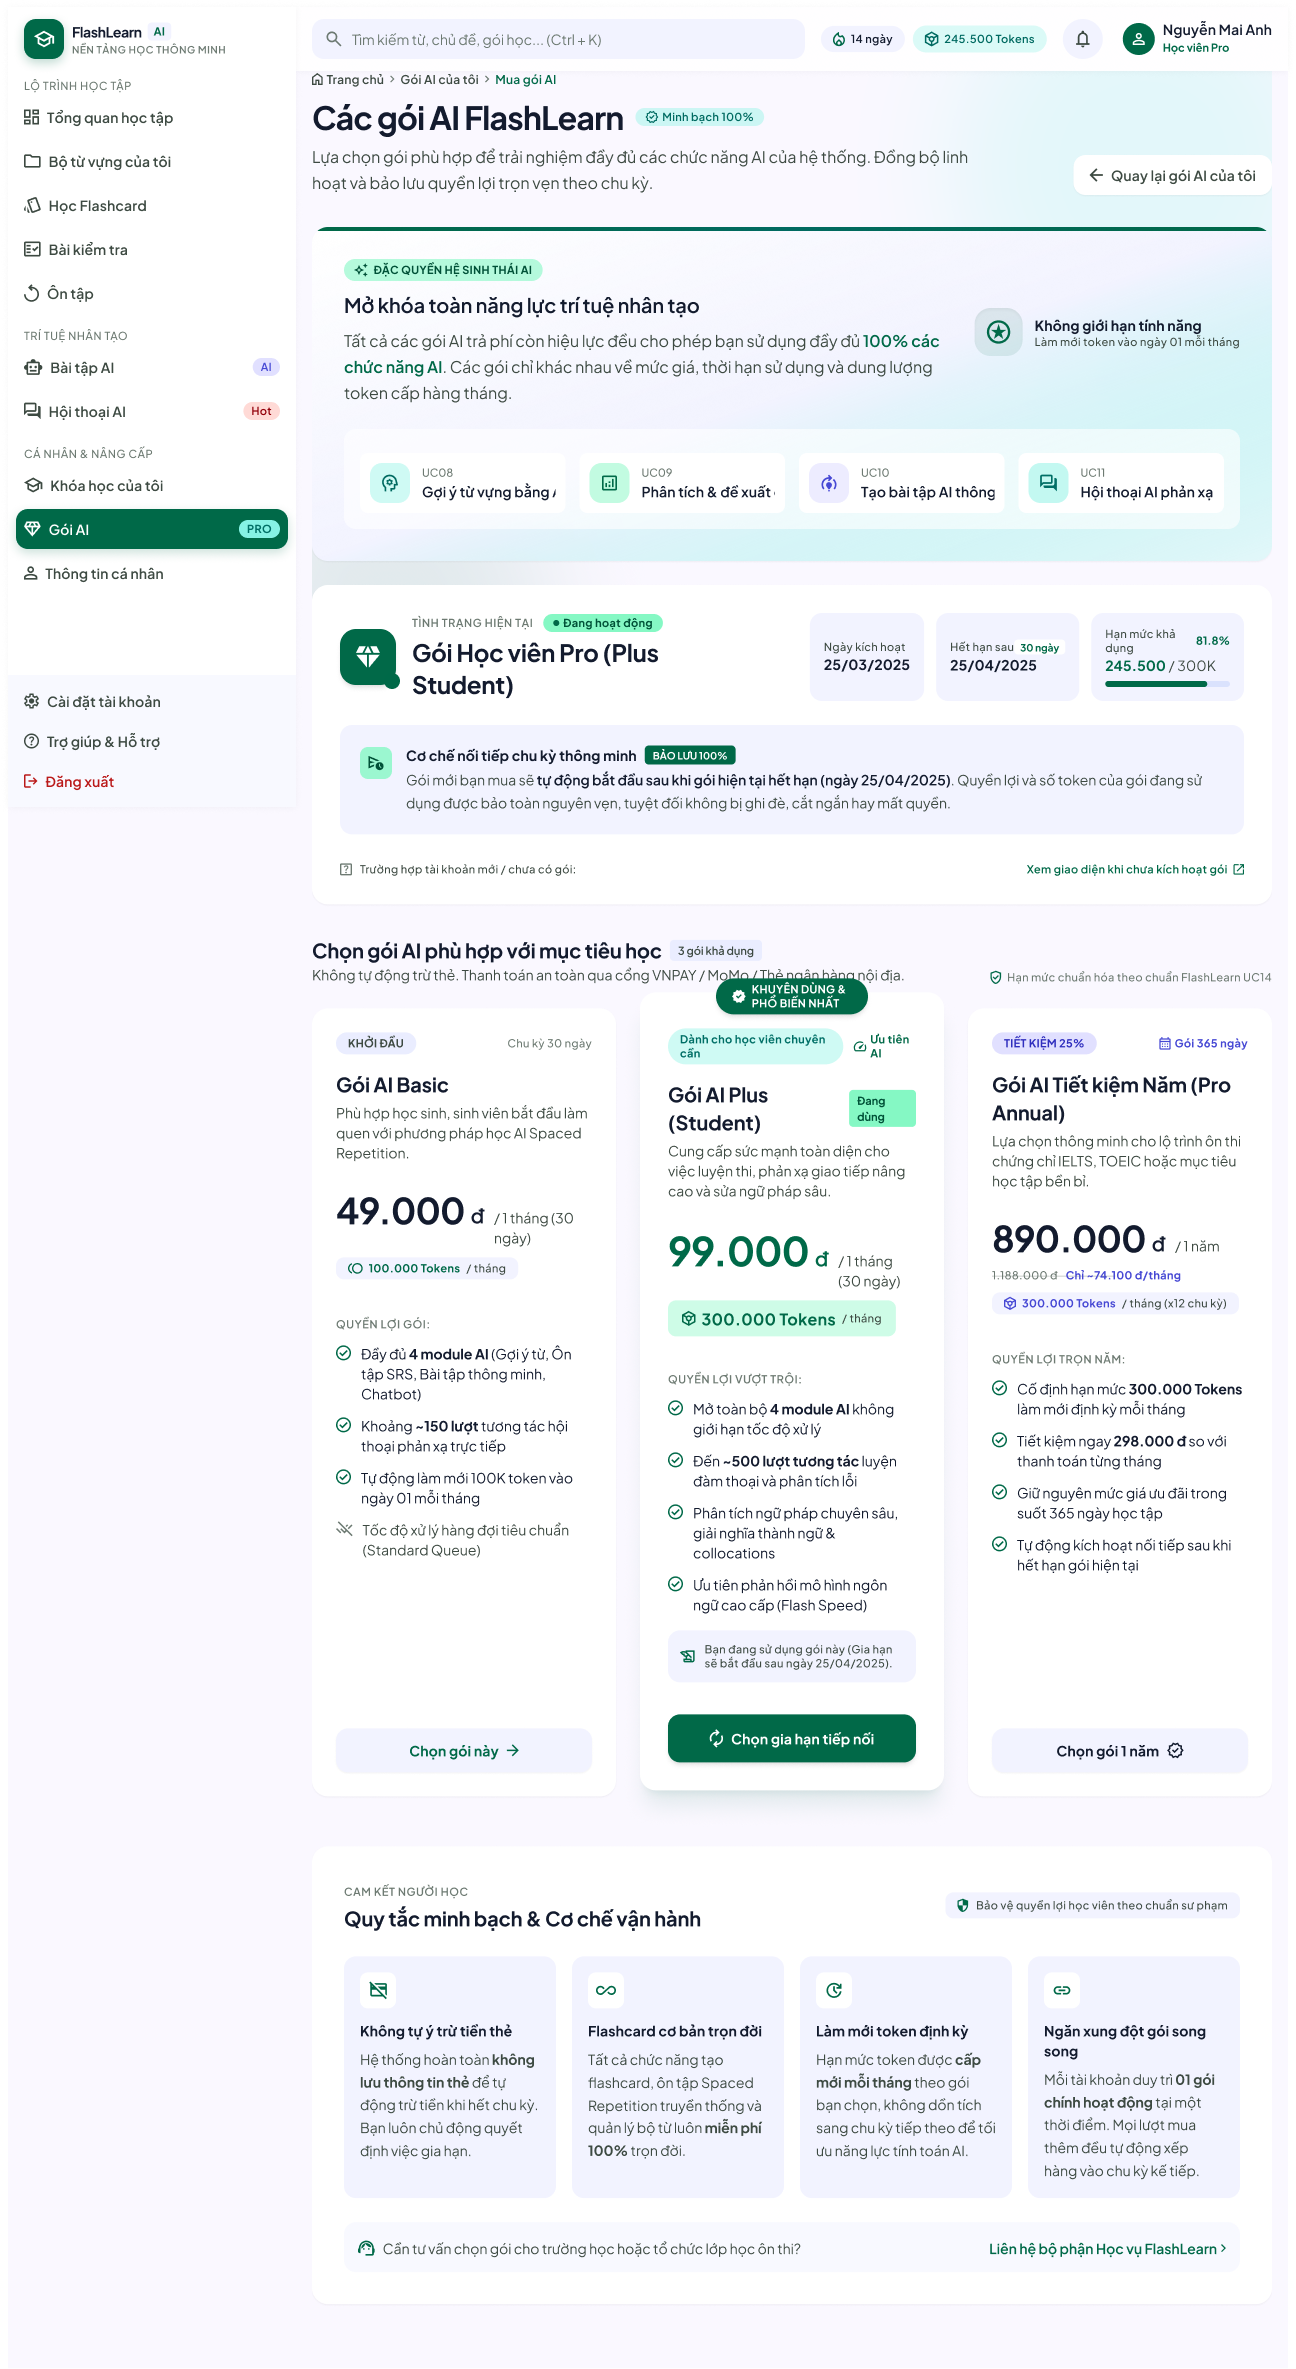 FlashLearn AI
NỀN TẢNG HỌC THÔNG MINH
LỘ TRÌNH HỌC TẬP
Tổng quan học tập
Bộ từ vựng của tôi
Học Flashcard
Bài kiểm tra
Ôn tập
TRÍ TUỆ NHÂN TẠO
Bài tập AI AI
Hội thoại AI Hot
CÁ NHÂN & NÂNG CẤP
Khóa học của tôi
Gói AI PRO
Thông tin cá nhân
Cài đặt tài khoản
Trợ giúp & Hỗ trợ
Đăng xuất
Tìm kiếm từ, chủ đề, gói học... (Ctrl + K)
14 ngày
245.500 Tokens
Nguyễn Mai Anh
Học viên Pro
Trang chủ > Gói AI của tôi > Mua gói AI
Các gói AI FlashLearn Minh bạch 100%
Lựa chọn gói phù hợp để trải nghiệm đầy đủ các chức năng AI của hệ thống. Đồng bộ linh
hoạt và bảo lưu quyền lợi trọn vẹn theo chu kỳ.
Quay lại gói AI của tôi
ĐẶC QUYỀN HỆ SINH THÁI AI
Mở khóa toàn năng lực trí tuệ nhân tạo
Tất cả các gói AI trả phí còn hiệu lực đều cho phép bạn sử dụng đầy đủ 100% các
chức năng AI. Các gói chỉ khác nhau về mức giá, thời hạn sử dụng và dung lượng
token cấp hàng tháng.
Không giới hạn tính năng
Làm mới token vào ngày 01 mỗi tháng
UC08
Gợi ý từ vựng bằng
UC09
Phân tích & đề xuất
UC10
Tạo bài tập AI thông
UC11
Hội thoại AI phản xạ
TÌNH TRẠNG HIỆN TẠI Đang hoạt động
Gói Học viên Pro (Plus
Student)
Ngày kích hoạt
25/03/2025
Hết hạn sau 30 ngày
25/04/2025
Hạn mức khả
dụng
81.8%
245.500 / 300K
Cơ chế nối tiếp chu kỳ thông minh BẢO LƯU 100%
Gói mới bạn mua sẽ tự động bắt đầu sau khi gói hiện tại hết hạn (ngày 25/04/2025). Quyền lợi và số token của gói đang sử
dụng được bảo toàn nguyên vẹn, tuyệt đối không bị ghi đè, cắt ngắn hay mất quyền.
Trường hợp tài khoản mới / chưa có gói:
Xem giao diện khi chưa kích hoạt gói
Chọn gói AI phù hợp với mục tiêu học 3 gói khả dụng
Không tự động trừ thẻ. Thanh toán an toàn qua cổng VNPAY / MoMo / Thẻ ngân hàng nội địa.
Hạn mức chuẩn hóa theo chuẩn FlashLearn UC14
KHỞI ĐẦU Chu kỳ 30 ngày
Gói AI Basic
Phù hợp học sinh, sinh viên bắt đầu làm
quen với phương pháp học AI Spaced
Repetition.
49.000 đ / 1 tháng (30
ngày)
100.000 Tokens / tháng
QUYỀN LỢI GÓI:
Đầy đủ 4 module AI (Gợi ý từ, Ôn
tập SRS, Bài tập thông minh,
Chatbot)
Khoảng ~150 lượt tương tác hội
thoại phản xạ trực tiếp
Tự động làm mới 100K token vào
ngày 01 mỗi tháng
Tốc độ xử lý hàng đợi tiêu chuẩn
(Standard Queue)
Chọn gói này
KHUYÊN DÙNG &
PHỔ BIẾN NHẤT
Dành cho học viên chuyên
cần
Ưu tiên
AI
Gói AI Plus
(Student)
Đang
dùng
Cung cấp sức mạnh toàn diện cho
việc luyện thi, phản xạ giao tiếp nâng
cao và sửa ngữ pháp sâu.
99.000 đ / 1 tháng
(30 ngày)
300.000 Tokens / tháng
QUYỀN LỢI VƯỢT TRỘI:
Mở toàn bộ 4 module AI không
giới hạn tốc độ xử lý
Đến ~500 lượt tương tác luyện
đàm thoại và phân tích lỗi
Phân tích ngữ pháp chuyên sâu,
giải nghĩa thành ngữ &
collocations
Ưu tiên phản hồi mô hình ngôn
ngữ cao cấp (Flash Speed)
Bạn đang sử dụng gói này (Gia hạn
sẽ bắt đầu sau ngày 25/04/2025).
Chọn gia hạn tiếp nối
TIẾT KIỆM 25% Gói 365 ngày
Gói AI Tiết kiệm Năm (Pro
Annual)
Lựa chọn thông minh cho lộ trình ôn thi
chứng chỉ IELTS, TOEIC hoặc mục tiêu
học tập bền bỉ.
890.000 đ / 1 năm
1.188.000 đ Chỉ ~74.100 đ/tháng
300.000 Tokens / tháng (x12 chu kỳ)
QUYỀN LỢI TRỌN NĂM:
Cố định hạn mức 300.000 Tokens
làm mới định kỳ mỗi tháng
Tiết kiệm ngay 298.000 đ so với
thanh toán từng tháng
Giữ nguyên mức giá ưu đãi trong
suốt 365 ngày học tập
Tự động kích hoạt nối tiếp sau khi
hết hạn gói hiện tại
Chọn gói 1 năm
CAM KẾT NGƯỜI HỌC
Quy tắc minh bạch & Cơ chế vận hành
Bảo vệ quyền lợi học viên theo chuẩn sư phạm
Không tự ý trừ tiền thẻ
Hệ thống hoàn toàn không
lưu thông tin thẻ để tự
động trừ tiền khi hết chu kỳ.
Bạn luôn chủ động quyết
định việc gia hạn.
Flashcard cơ bản trọn đời
Tất cả chức năng tạo
flashcard, ôn tập Spaced
Repetition truyền thống và
quản lý bộ từ luôn miễn phí
100% trọn đời.
Làm mới token định kỳ
Hạn mức token được cấp
mới mỗi tháng theo gói
bạn chọn, không dồn tích
sang chu kỳ tiếp theo để tối
ưu năng lực tính toán AI.
Ngăn xung đột gói song
song
Mỗi tài khoản duy trì 01 gói
chính hoạt động tại một
thời điểm. Mọi lượt mua
thêm đều tự động xếp
hàng vào chu kỳ kế tiếp.
Cần tư vấn chọn gói cho trường học hoặc tổ chức lớp học ôn thi?
Liên hệ bộ phận Học vụ FlashLearn >